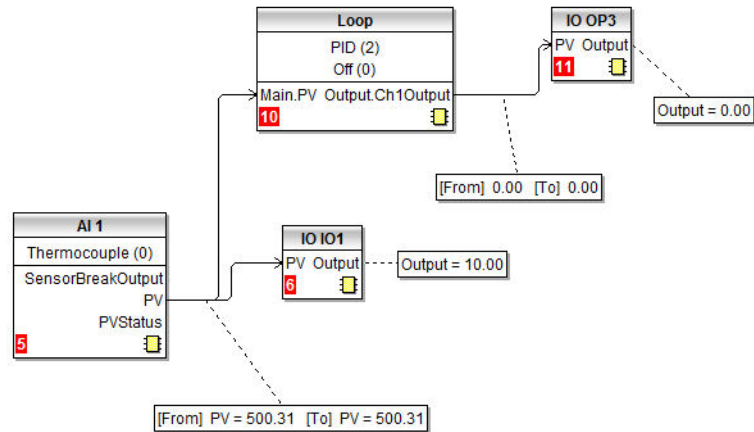 Loop
PID (2)
Off (0)
Main.PV Output.Ch1Output
10
IO OP3
PV Output
11
Output = 0.00
[From] 0.00 [To] 0.00
AI 1
Thermocouple (0)
SensorBreakOutput
PV
PVStatus
5
IO IO1
PV Output
6
Output = 10.00
[From] PV = 500.31 [To] PV = 500.31